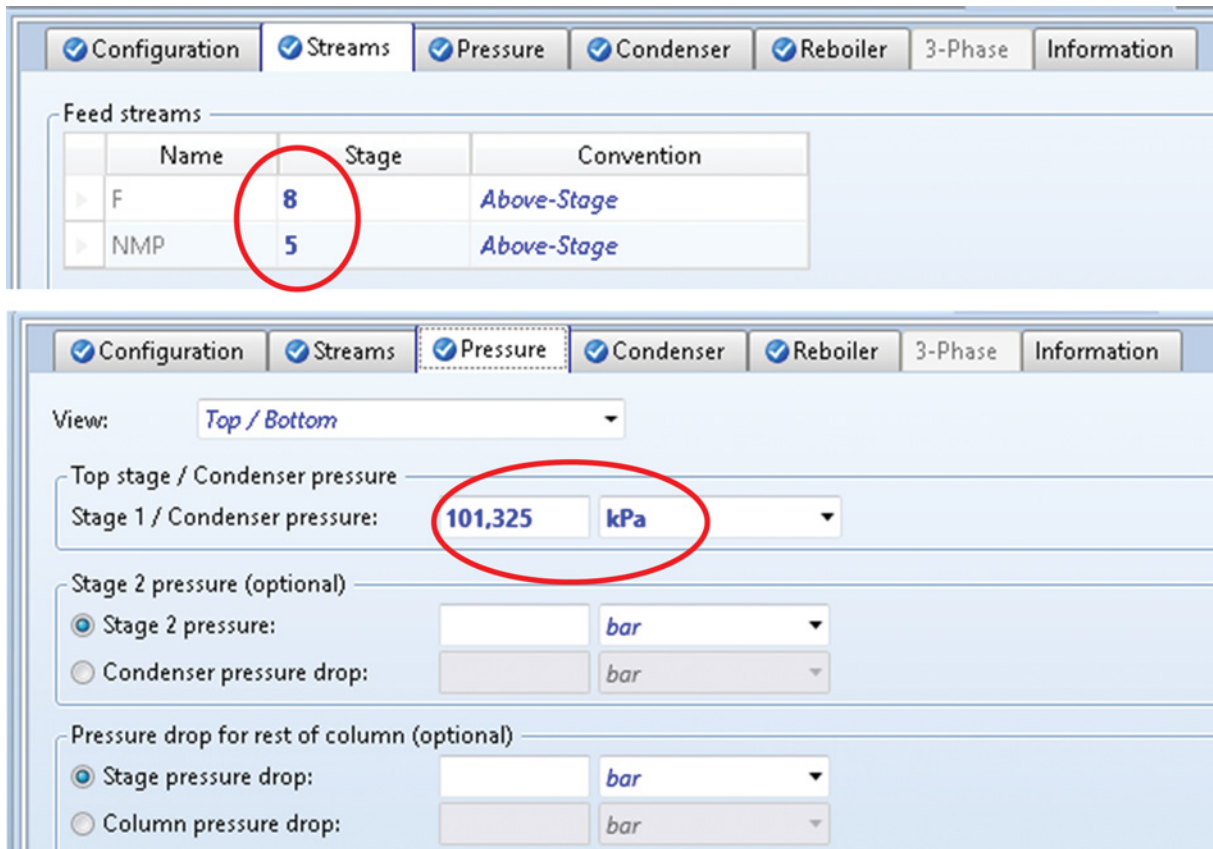 Configuration Streams Pressure Condenser Reboiler 3-Phase Information
Feed streams
Name Stage Convention
F 8 Above-Stage
NMP 5 Above-Stage
Configuration Streams Pressure Condenser Reboiler 3-Phase Information
View: Top / Bottom
Top stage / Condenser pressure
Stage 1 / Condenser pressure: 101,325 kPa
Stage 2 pressure (optional)
Stage 2 pressure: bar
Condenser pressure drop: bar
Pressure drop for rest of column (optional)
Stage pressure drop: bar
Column pressure drop: bar